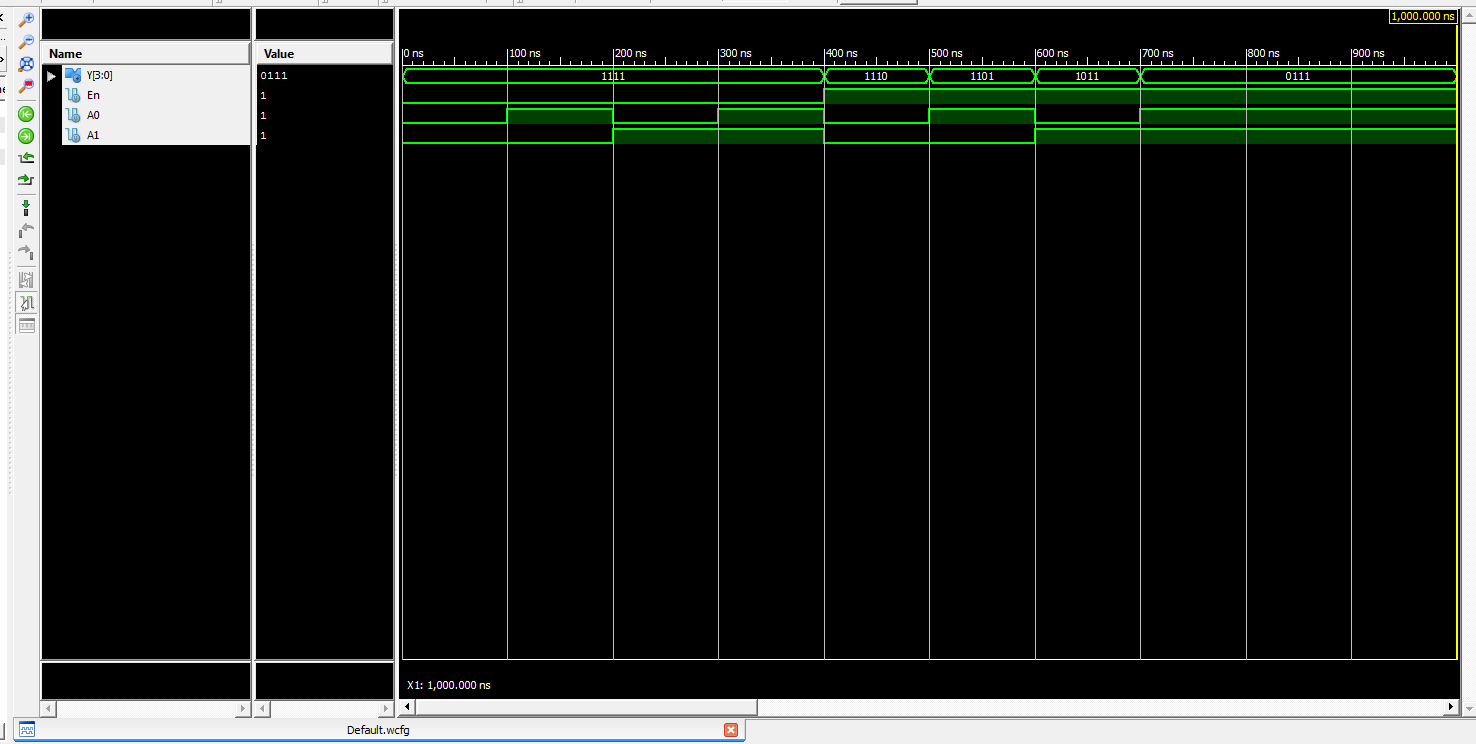 1,000.000 ns
Name Value
0 ns 100 ns 200 ns 300 ns 400 ns 500 ns 600 ns 700 ns 800 ns 900 ns
Y[3:0] 0111 1111 1110 1101 1011 0111
En 1
A0 1
A1 1
X1: 1,000.000 ns
Default.wcfg